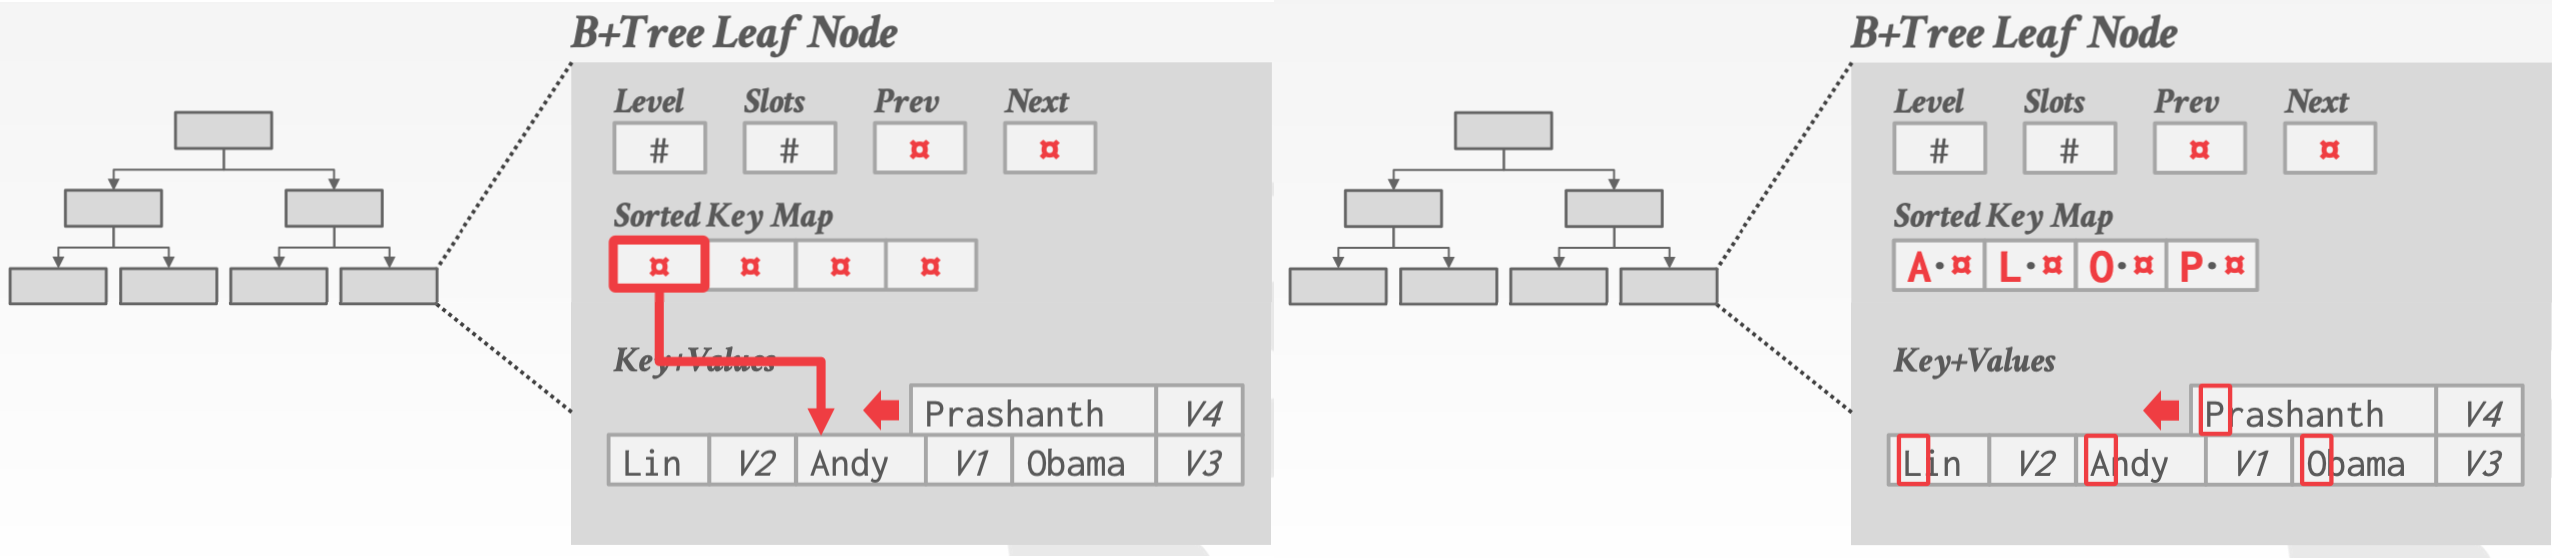 B+Tree Leaf Node
Level Slots Prev Next
# # ¤ ¤
Sorted Key Map
¤ ¤ ¤ ¤
Key+Values
Prashanth V4
Lin V2 Andy V1 Obama V3
B+Tree Leaf Node
Level Slots Prev Next
# # ¤ ¤
Sorted Key Map
A·¤ L·¤ O·¤ P·¤
Key+Values
Prashanth V4
Lin V2 Andy V1 Obama V3